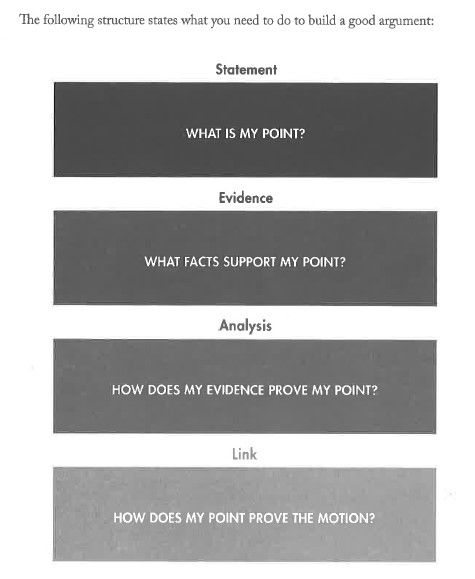 The following structure states what you need to do to build a good argument:
Statement
WHAT IS MY POINT?
Evidence
WHAT FACTS SUPPORT MY POINT?
Analysis
HOW DOES MY EVIDENCE PROVE MY POINT?
Link
HOW DOES MY POINT PROVE THE MOTION?